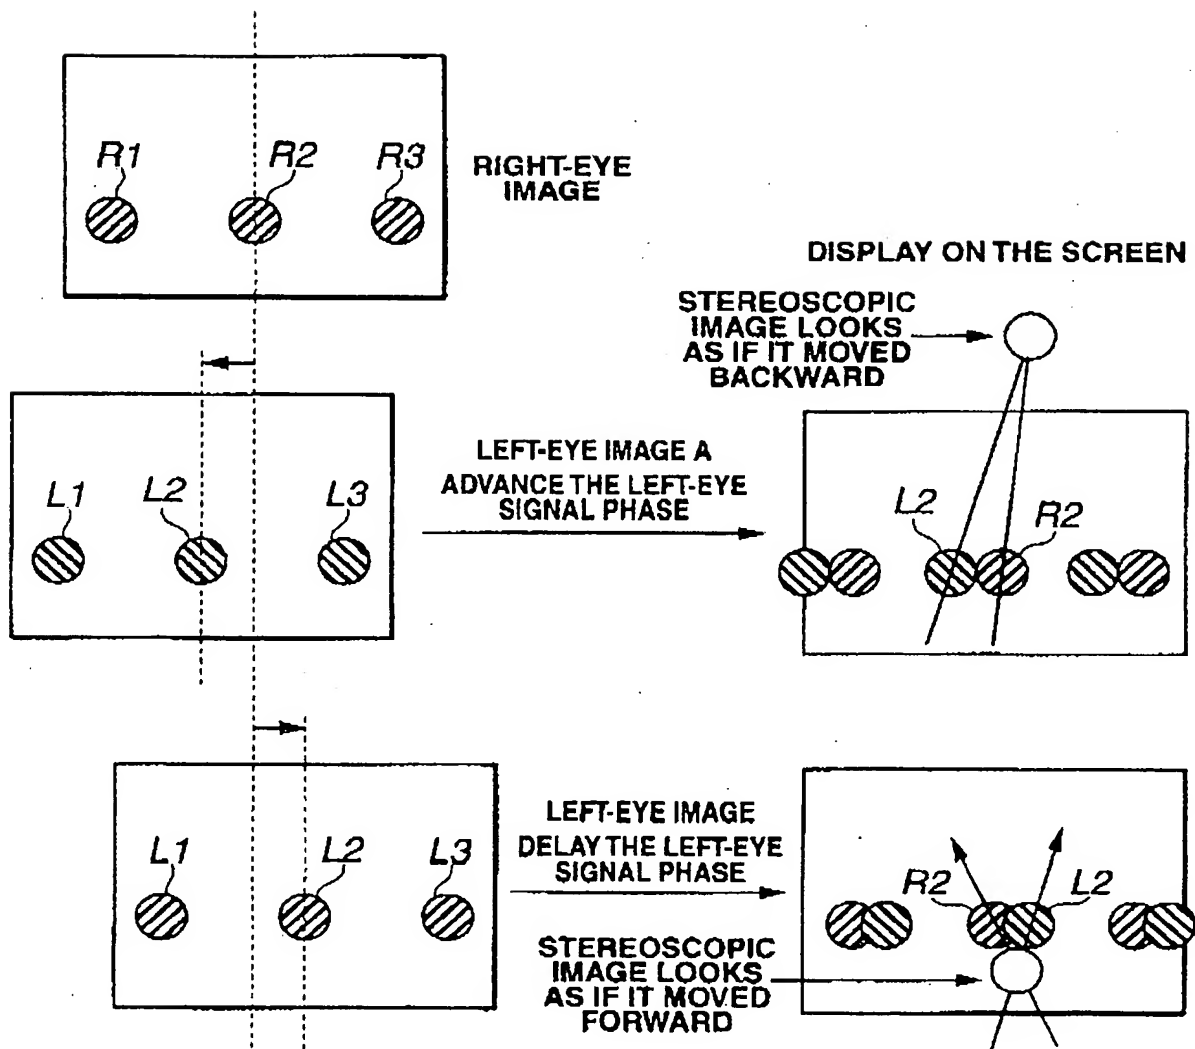 R1
R2
R3
RIGHT-EYE
IMAGE
DISPLAY ON THE SCREEN
STEREOSCOPIC
IMAGE LOOKS
AS IF IT MOVED
BACKWARD
L1
L2
L3
LEFT-EYE IMAGE A
ADVANCE THE LEFT-EYE
SIGNAL PHASE
L2
R2
L1
L2
L3
LEFT-EYE IMAGE
DELAY THE LEFT-EYE
SIGNAL PHASE
R2
L2
STEREOSCOPIC
IMAGE LOOKS
AS IF IT MOVED
FORWARD